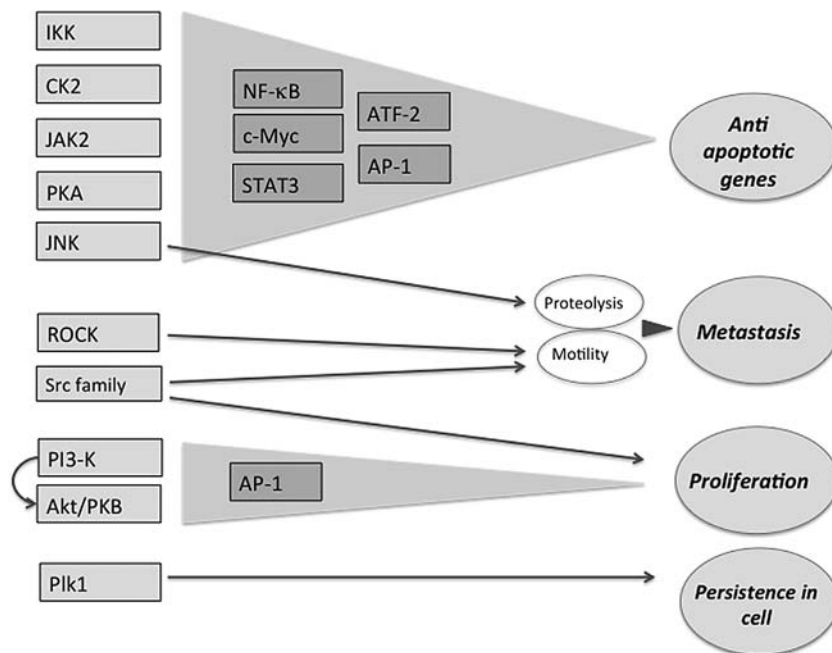 IKK
CK2
JAK2
PKA
JNK
NF-κB
c-Myc
STAT3
ATF-2
AP-1
Anti
apoptotic
genes
ROCK
Src family
Proteolysis
Motility
Metastasis
PI3-K
Akt/PKB
AP-1
Proliferation
Plk1
Persistence in
cell